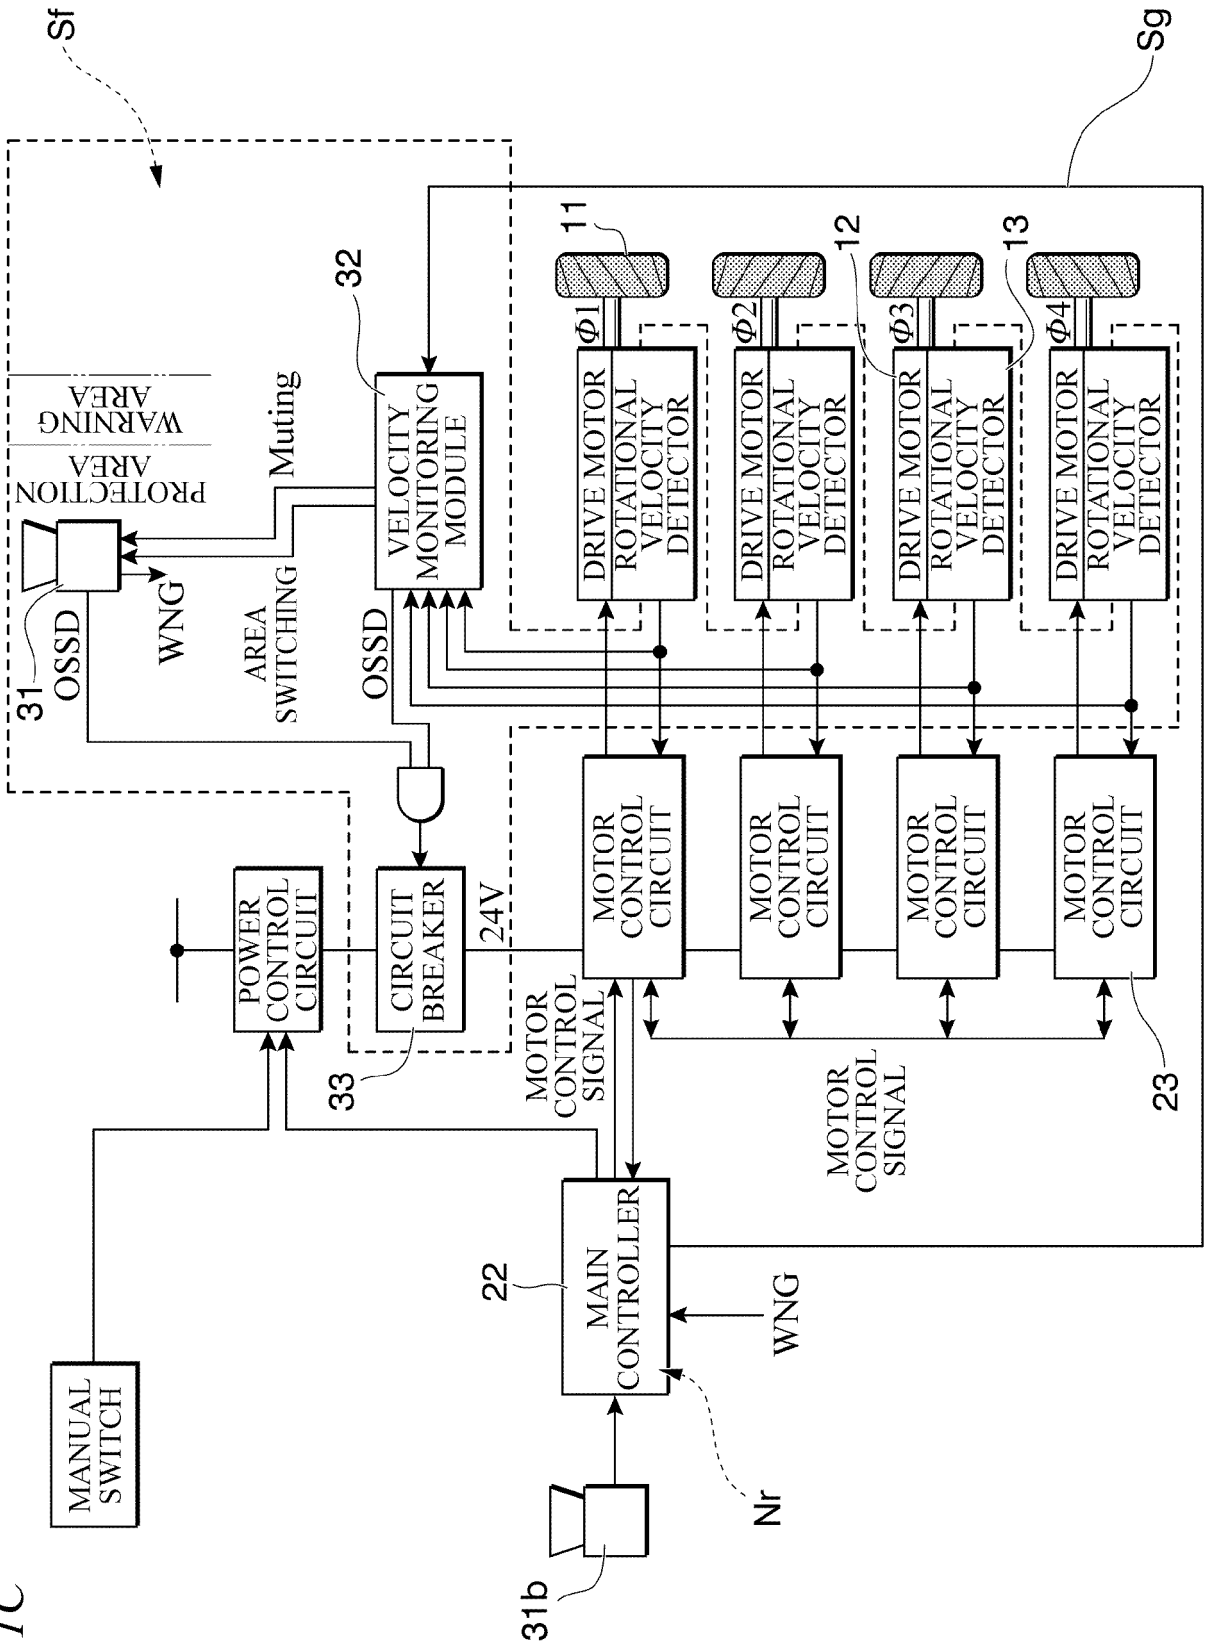 1C
MANUAL
SWITCH
POWER
CONTROL
CIRCUIT
31
OSSD
WNG
PROTECTION
AREA
WARNING
AREA
Sf
AREA
SWITCHING
Muting
33
CIRCUIT
BREAKER
24V
OSSD
32
VELOCITY
MONITORING
MODULE
31b
22
MAIN
CONTROLLER
Nr
WNG
MOTOR
CONTROL
SIGNAL
MOTOR
CONTROL
CIRCUIT
DRIVE MOTOR
ROTATIONAL
VELOCITY
DETECTOR
Φ1
11
MOTOR
CONTROL
CIRCUIT
DRIVE MOTOR
ROTATIONAL
VELOCITY
DETECTOR
Φ2
MOTOR
CONTROL
SIGNAL
MOTOR
CONTROL
CIRCUIT
12
DRIVE MOTOR
ROTATIONAL
VELOCITY
DETECTOR
Φ3
13
MOTOR
CONTROL
CIRCUIT
23
DRIVE MOTOR
ROTATIONAL
VELOCITY
DETECTOR
Φ4
Sg